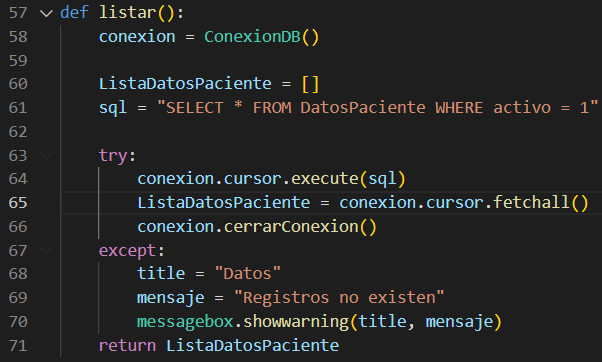 57 def listar():
58     conexion = ConexionDB()
59
60     ListaDatosPaciente = []
61     sql = "SELECT * FROM DatosPaciente WHERE activo = 1"
62
63     try:
64         conexion.cursor.execute(sql)
65         ListaDatosPaciente = conexion.cursor.fetchall()
66         conexion.cerrarConexion()
67     except:
68         title = "Datos"
69         mensaje = "Registros no existen"
70         messagebox.showwarning(title, mensaje)
71     return ListaDatosPaciente